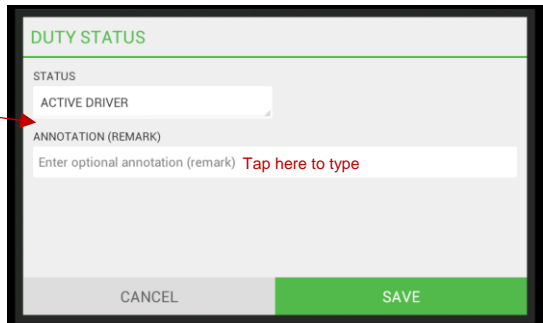 DUTY STATUS
STATUS
ACTIVE DRIVER
ANNOTATION (REMARK)
Enter optional annotation (remark) Tap here to type
CANCEL SAVE